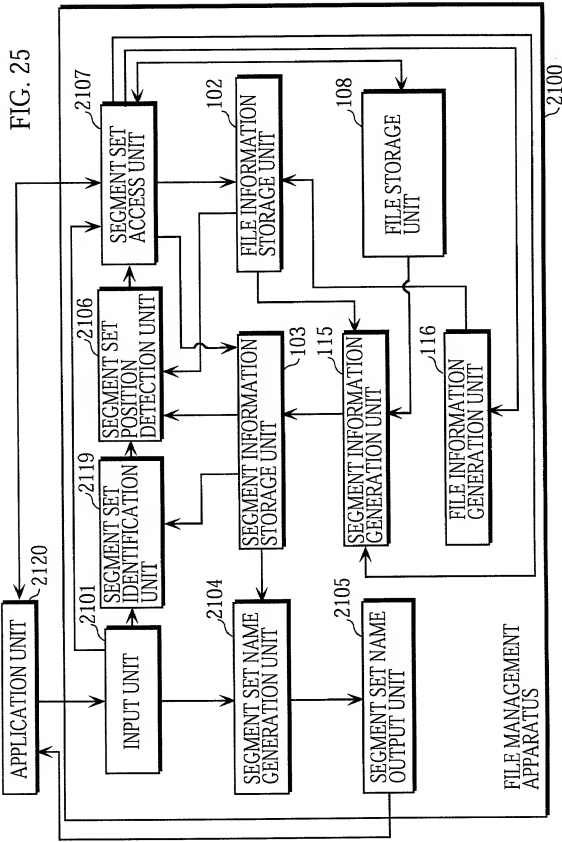 FIG. 25
2120
APPLICATION UNIT
2101
INPUT UNIT
2119
SEGMENT SET
IDENTIFICATION
UNIT
2106
SEGMENT SET
POSITION
DETECTION UNIT
2107
SEGMENT SET
ACCESS UNIT
2104
SEGMENT SET NAME
GENERATION UNIT
103
SEGMENT INFORMATION
STORAGE UNIT
102
FILE INFORMATION
STORAGE UNIT
2105
SEGMENT SET NAME
OUTPUT UNIT
115
SEGMENT INFORMATION
GENERATION UNIT
108
FILE STORAGE
UNIT
116
FILE INFORMATION
GENERATION UNIT
FILE MANAGEMENT
APPARATUS
2100